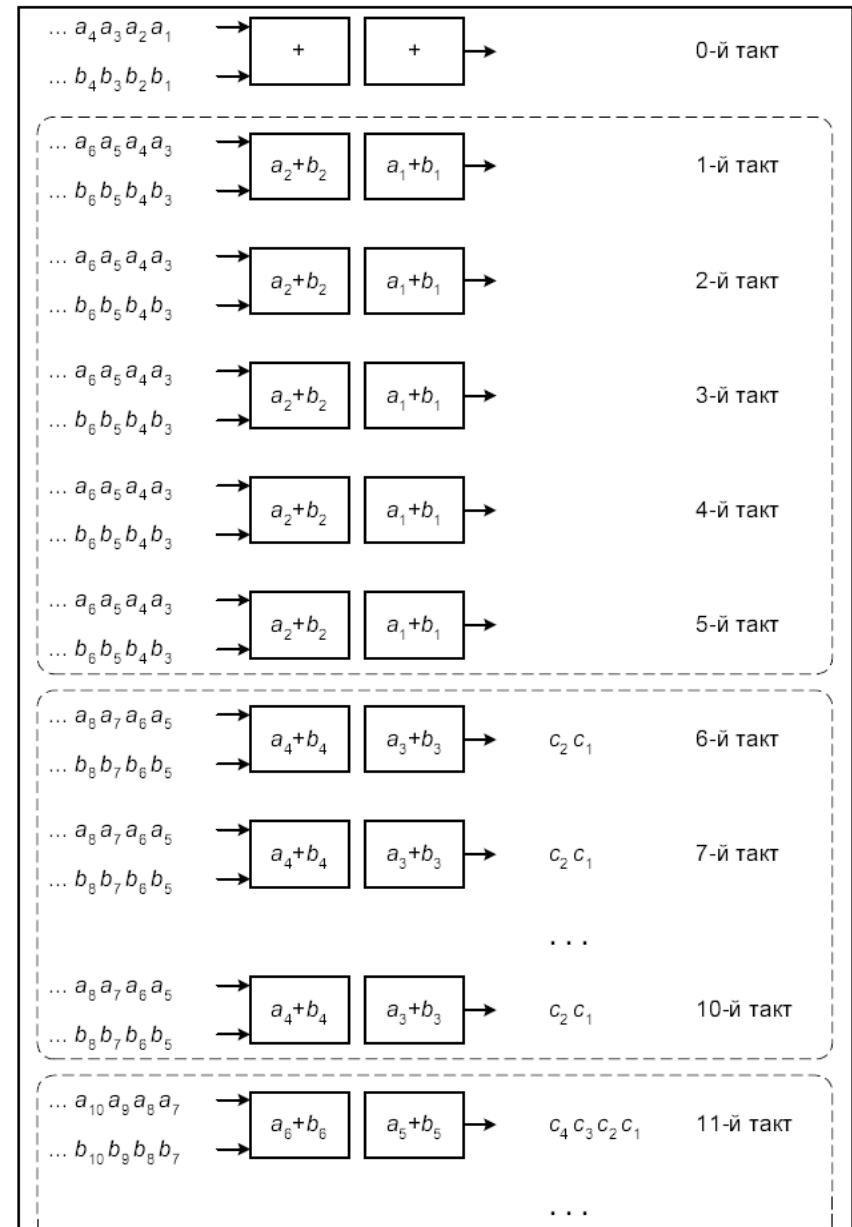 ... a₄ a₃ a₂ a₁
+ + 0-й такт
... b₄ b₃ b₂ b₁
... a₆ a₅ a₄ a₃
a₂+b₂ a₁+b₁ 1-й такт
... b₆ b₅ b₄ b₃
... a₆ a₅ a₄ a₃
a₂+b₂ a₁+b₁ 2-й такт
... b₆ b₅ b₄ b₃
... a₆ a₅ a₄ a₃
a₂+b₂ a₁+b₁ 3-й такт
... b₆ b₅ b₄ b₃
... a₆ a₅ a₄ a₃
a₂+b₂ a₁+b₁ 4-й такт
... b₆ b₅ b₄ b₃
... a₆ a₅ a₄ a₃
a₂+b₂ a₁+b₁ 5-й такт
... b₆ b₅ b₄ b₃
... a₈ a₇ a₆ a₅
a₄+b₄ a₃+b₃ c₂ c₁ 6-й такт
... b₈ b₇ b₆ b₅
... a₈ a₇ a₆ a₅
a₄+b₄ a₃+b₃ c₂ c₁ 7-й такт
... b₈ b₇ b₆ b₅
. . .
... a₈ a₇ a₆ a₅
a₄+b₄ a₃+b₃ c₂ c₁ 10-й такт
... b₈ b₇ b₆ b₅
... a₁₀ a₉ a₈ a₇
a₆+b₆ a₅+b₅ c₄ c₃ c₂ c₁ 11-й такт
... b₁₀ b₉ b₈ b₇
. . .